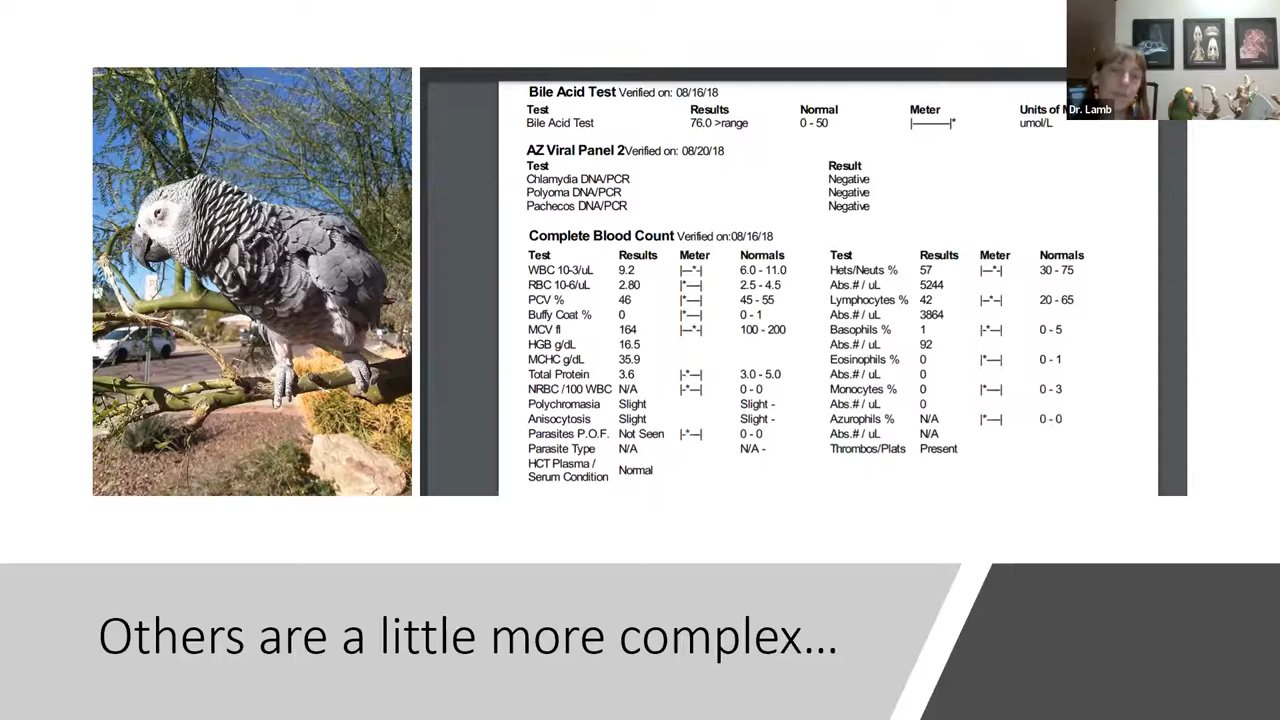 Bile Acid Test Verified on: 08/16/18
Test Results Normal Meter Units of
Bile Acid Test 76.0 >range 0 - 50 |———|* umol/L
Dr. Lamb
AZ Viral Panel 2Verified on: 08/20/18
Test Result
Chlamydia DNA/PCR Negative
Polyoma DNA/PCR Negative
Pachecos DNA/PCR Negative
Complete Blood Count Verified on:08/16/18
Test Results Meter Normals Test Results Meter Normals
WBC 10-3/uL 9.2 |—*-| 6.0 - 11.0 Hets/Neuts % 57 |—*-| 30 - 75
RBC 10-6/uL 2.80 |*—-| 2.5 - 4.5 Abs.# / uL 5244
PCV % 46 |*—-| 45 - 55 Lymphocytes % 42 |--*--| 20 - 65
Buffy Coat % 0 |*—-| 0 - 1 Abs.# / uL 3864
MCV fl 164 |—*-| 100 - 200 Basophils % 1 |-*—| 0 - 5
HGB g/dL 16.5 Abs.# / uL 92
MCHC g/dL 35.9 Eosinophils % 0 |*—-| 0 - 1
Total Protein 3.6 |-*—| 3.0 - 5.0 Abs.# / uL 0
NRBC /100 WBC N/A |-*—| 0 - 0 Monocytes % 0 |*—-| 0 - 3
Polychromasia Slight Slight - Abs.# / uL 0
Anisocytosis Slight Slight - Azurophils % N/A |*—-| 0 - 0
Parasites P.O.F. Not Seen |-*—| 0 - 0 Abs.# / uL N/A
Parasite Type N/A N/A - Thrombos/Plats Present
HCT Plasma /
Serum Condition Normal
Others are a little more complex...